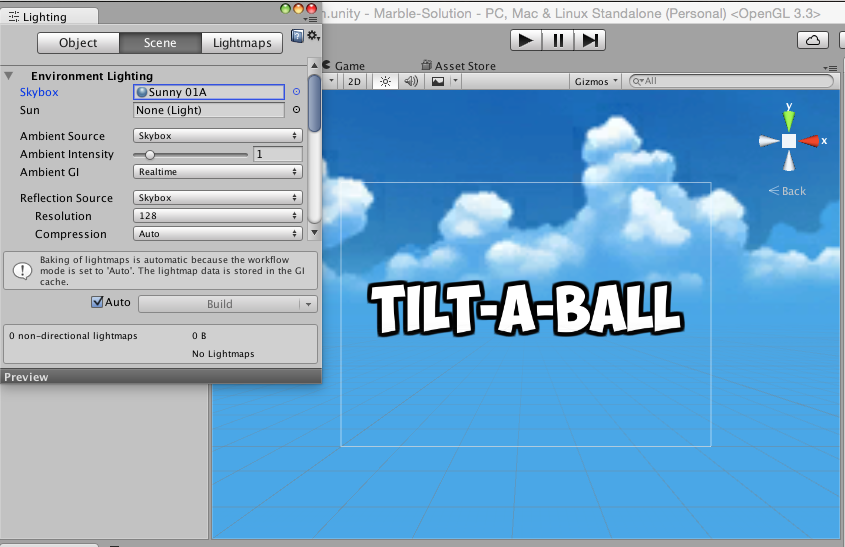 Lighting
Object Scene Lightmaps
Environment Lighting
Skybox Sunny 01A
Sun None (Light)
Ambient Source Skybox
Ambient Intensity 1
Ambient GI Realtime
Reflection Source Skybox
Resolution 128
Compression Auto
Baking of lightmaps is automatic because the workflow
mode is set to 'Auto'. The lightmap data is stored in the GI
cache.
Auto Build
0 non-directional lightmaps 0 B
No Lightmaps
Preview
.unity - Marble-Solution - PC, Mac & Linux Standalone (Personal) <OpenGL 3.3>
Game Asset Store
2D Gizmos All
y
x
Back
TILT-A-BALL